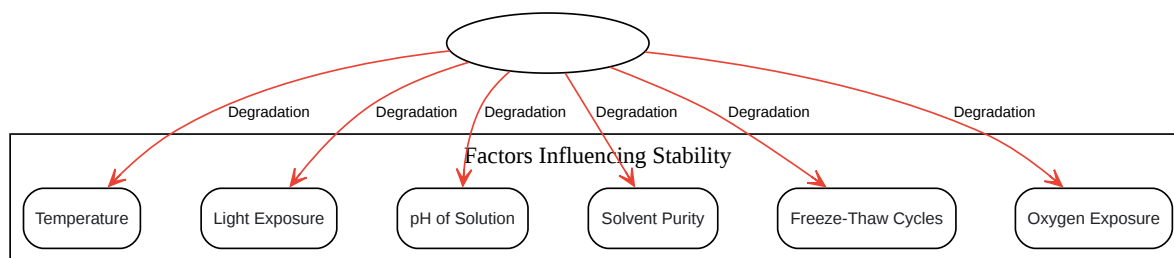 Degradation
Degradation
Degradation
Degradation
Degradation
Degradation
Factors Influencing Stability
Temperature
Light Exposure
pH of Solution
Solvent Purity
Freeze-Thaw Cycles
Oxygen Exposure